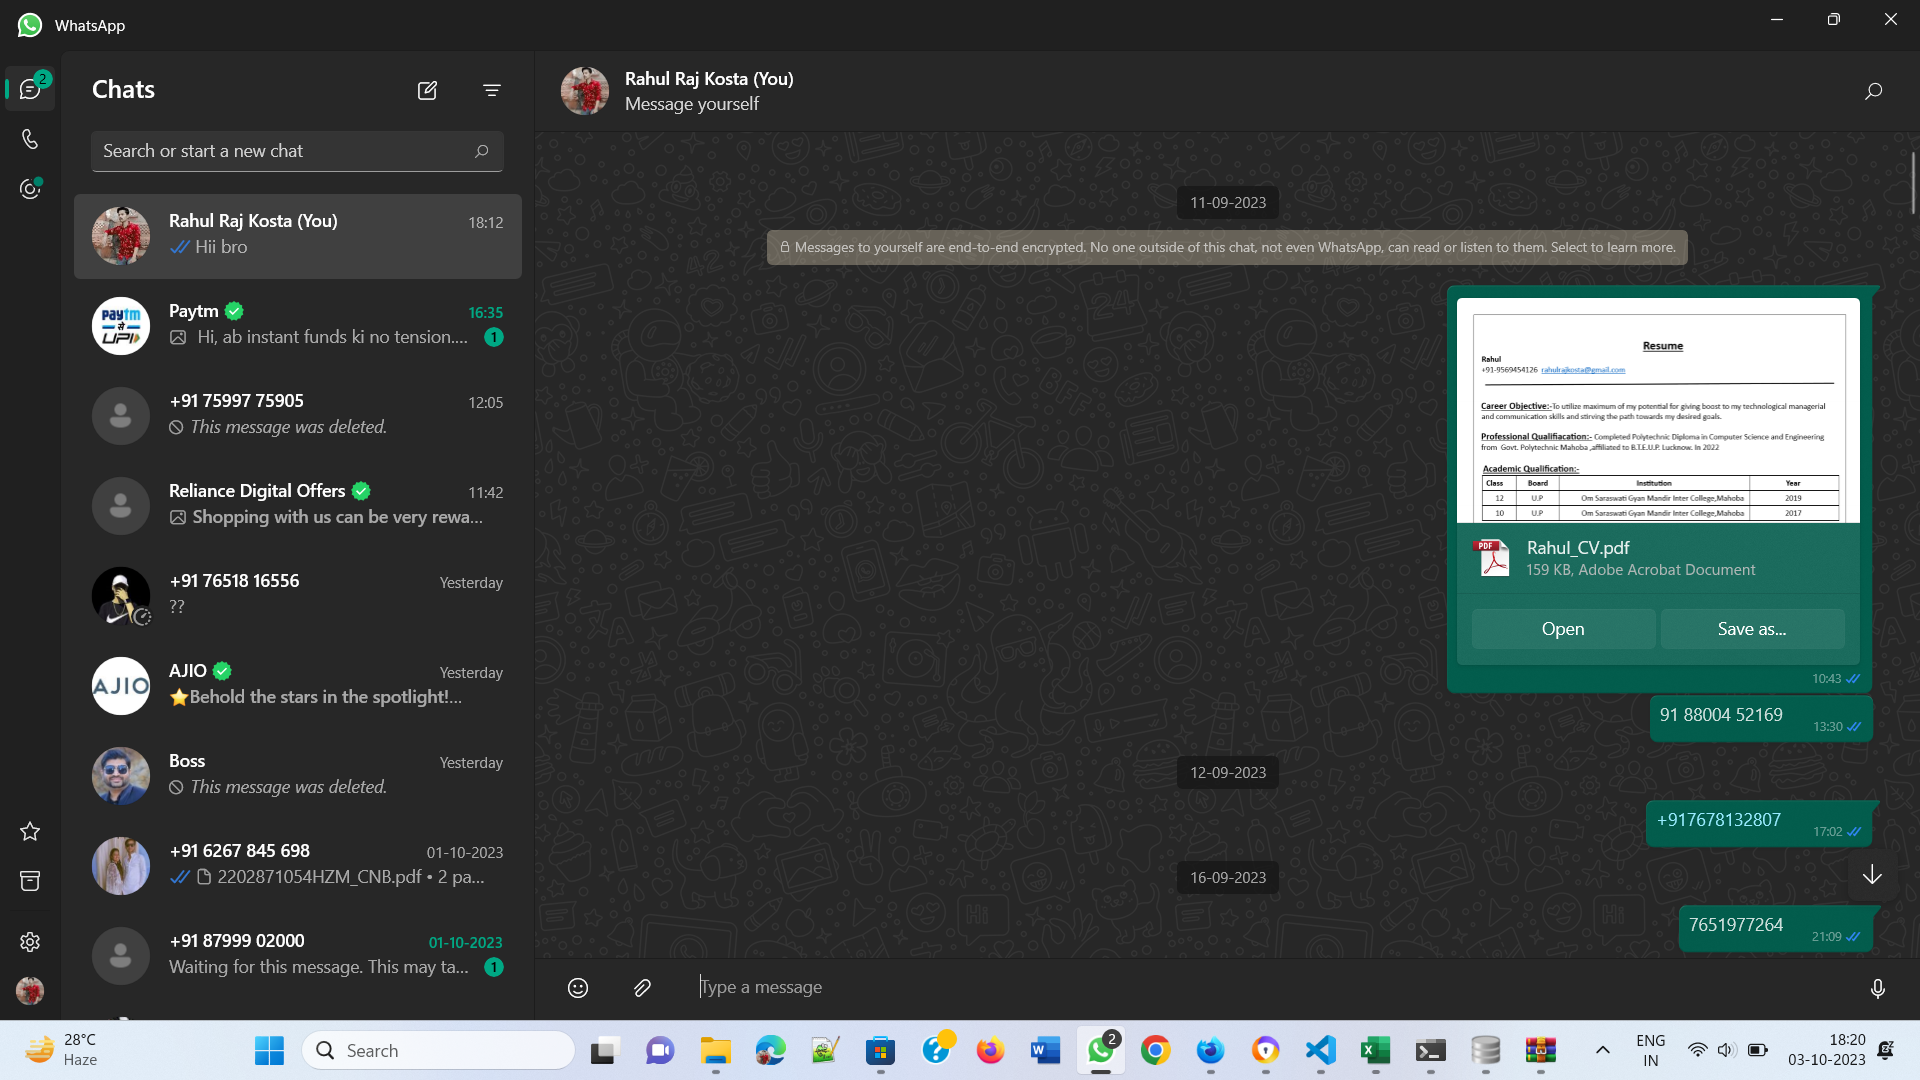 WhatsApp
2
Chats
Search or start a new chat
Rahul Raj Kosta (You)
18:12
Hii bro
paytm
से
UPI
Paytm
16:35
Hi, ab instant funds ki no tension....
1
+91 75997 75905
12:05
This message was deleted.
Reliance Digital Offers
11:42
Shopping with us can be very rewa...
+91 76518 16556
Yesterday
??
AJIO
AJIO
Yesterday
⭐Behold the stars in the spotlight!...
Boss
Yesterday
This message was deleted.
+91 6267 845 698
01-10-2023
2202871054HZM_CNB.pdf • 2 pa...
+91 87999 02000
01-10-2023
Waiting for this message. This may ta...
1
Rahul Raj Kosta (You)
Message yourself
11-09-2023
Messages to yourself are end-to-end encrypted. No one outside of this chat, not even WhatsApp, can read or listen to them. Select to learn more.
Resume
Rahul
+91-9569454126 rahulrajkosta@gmail.com
Career Objective:-To utilize maximum of my potential for giving boost to my technological managerial
and communication skills and stirving the path towards my desired goals.
Professional Qualifiacation:- Completed Polytechnic Diploma in Computer Science and Engineering
from Govt. Polytechnic Mahoba ,affiliated to B.T.E.U.P. Lucknow. In 2022
Academic Qualification:-
Class Board Institution Year
12 U.P Om Saraswati Gyan Mandir Inter College,Mahoba 2019
10 U.P Om Saraswati Gyan Mandir Inter College,Mahoba 2017
PDF
Rahul_CV.pdf
159 KB, Adobe Acrobat Document
Open
Save as...
10:43
91 88004 52169
13:30
12-09-2023
+917678132807
17:02
16-09-2023
7651977264
21:09
Type a message
28°C
Haze
Search
2
ENG
IN
18:20
03-10-2023